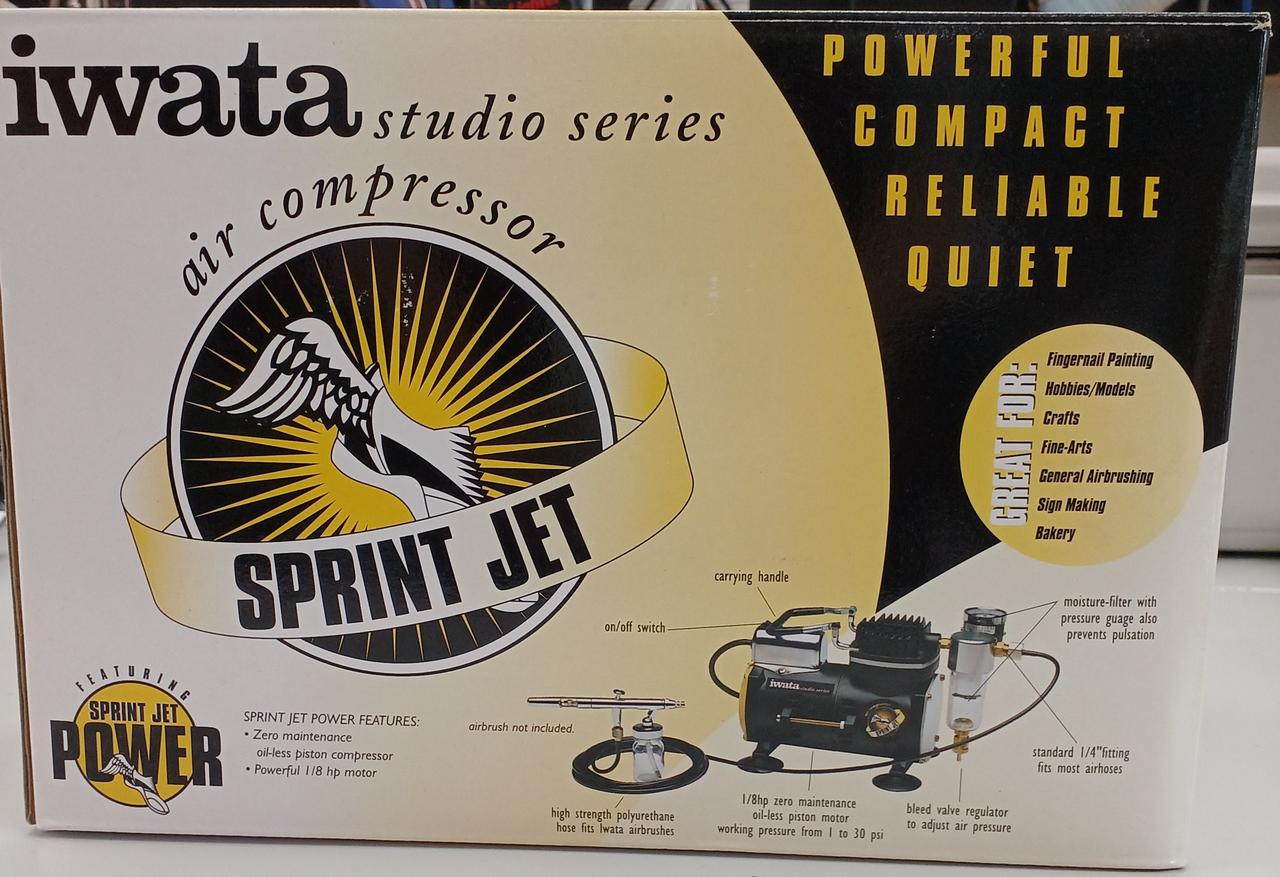 iwata studio series
air compressor
SPRINT JET
POWERFUL
COMPACT
RELIABLE
QUIET
GREAT FOR:
Fingernail Painting
Hobbies/Models
Crafts
Fine-Arts
General Airbrushing
Sign Making
Bakery
carrying handle
on/off switch
moisture-filter with
pressure guage also
prevents pulsation
iwata studio series
FEATURING
SPRINT JET
POWER
SPRINT JET POWER FEATURES:
• Zero maintenance
oil-less piston compressor
• Powerful 1/8 hp motor
airbrush not included.
standard 1/4" fitting
fits most airhoses
high strength polyurethane
hose fits Iwata airbrushes
1/8hp zero maintenance
oil-less piston motor
working pressure from 1 to 30 psi
bleed valve regulator
to adjust air pressure